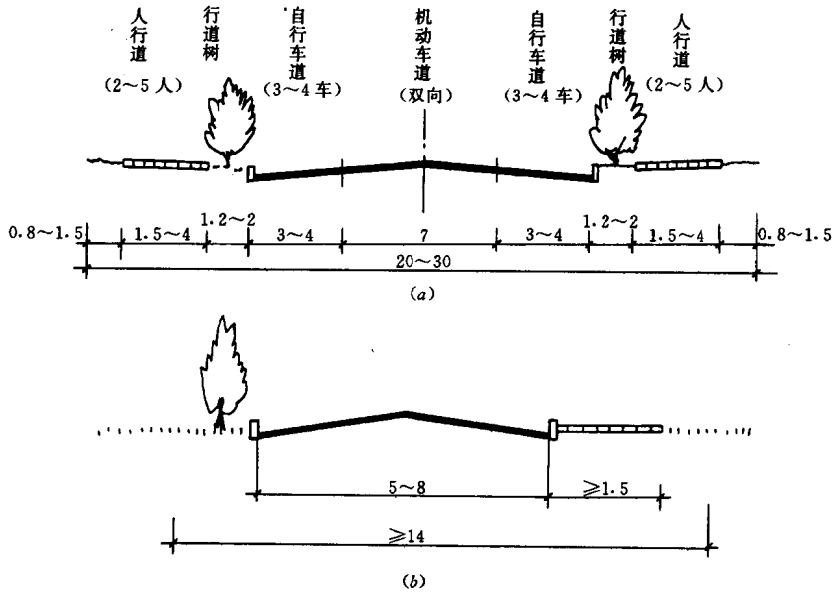 人行道
(2～5人)
行道树
自行车道
(3～4车)
机动车道
(双向)
自行车道
(3～4车)
行道树
人行道
(2～5人)
0.8～1.5
1.5～4
1.2～2
3～4
7
3～4
1.2～2
1.5～4
0.8～1.5
20～30
(a)
5～8
≥1.5
≥14
(b)